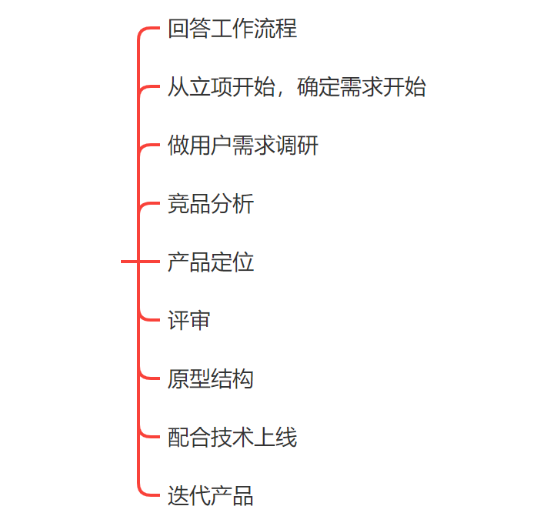 回答工作流程
从立项开始，确定需求开始
做用户需求调研
竞品分析
产品定位
评审
原型结构
配合技术上线
迭代产品